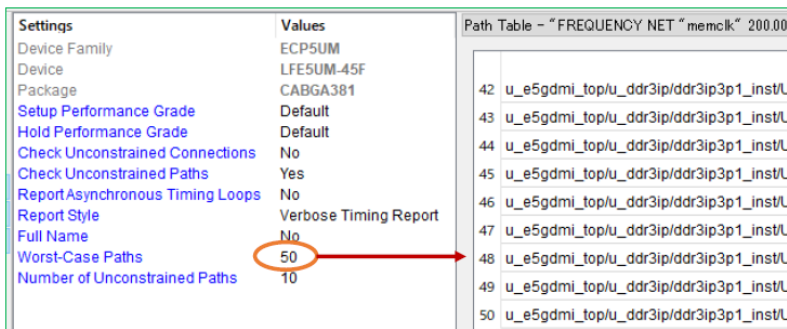 Settings Values
Device Family ECP5UM
Device LFE5UM-45F
Package CABGA381
Setup Performance Grade Default
Hold Performance Grade Default
Check Unconstrained Connections No
Check Unconstrained Paths Yes
Report Asynchronous Timing Loops No
Report Style Verbose Timing Report
Full Name No
Worst-Case Paths 50
Number of Unconstrained Paths 10
Path Table - "FREQUENCY NET "memclk" 200.00
42 u_e5gdmi_top/u_ddr3ip/ddr3ip3p1_inst/U
43 u_e5gdmi_top/u_ddr3ip/ddr3ip3p1_inst/U
44 u_e5gdmi_top/u_ddr3ip/ddr3ip3p1_inst/U
45 u_e5gdmi_top/u_ddr3ip/ddr3ip3p1_inst/U
46 u_e5gdmi_top/u_ddr3ip/ddr3ip3p1_inst/U
47 u_e5gdmi_top/u_ddr3ip/ddr3ip3p1_inst/U
48 u_e5gdmi_top/u_ddr3ip/ddr3ip3p1_inst/U
49 u_e5gdmi_top/u_ddr3ip/ddr3ip3p1_inst/U
50 u_e5gdmi_top/u_ddr3ip/ddr3ip3p1_inst/U